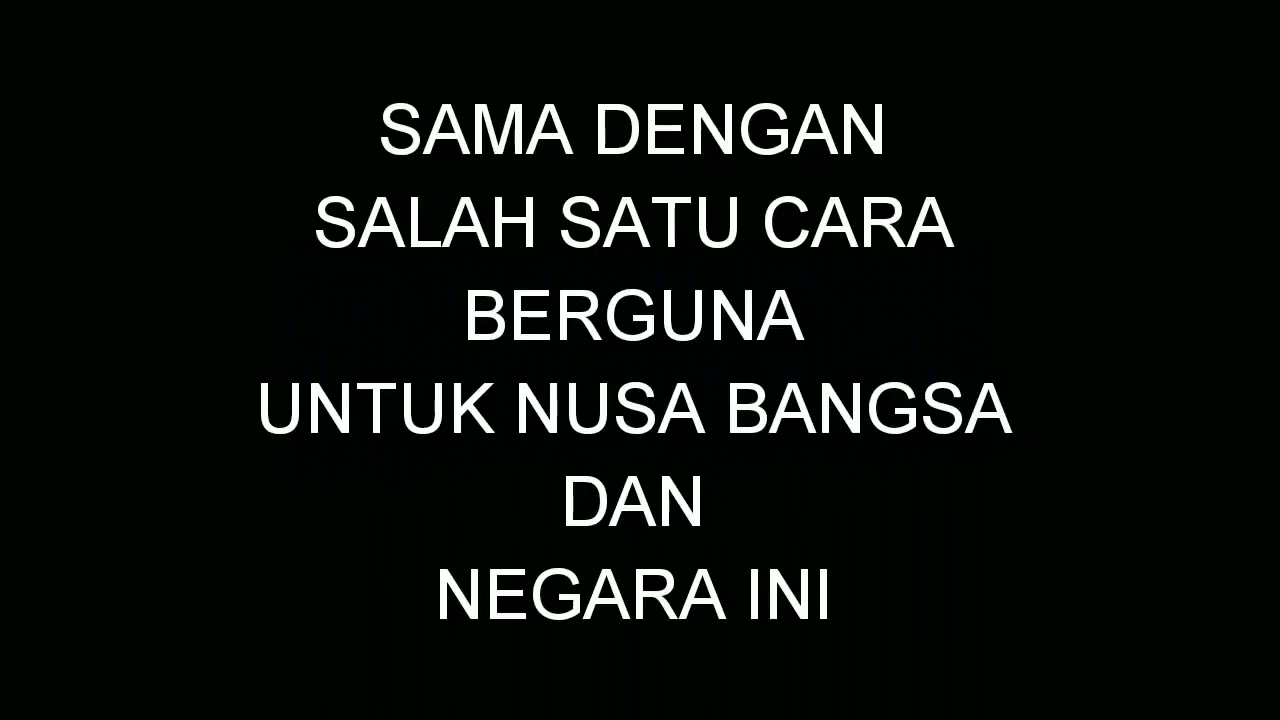 SAMA DENGAN
SALAH SATU CARA
BERGUNA
UNTUK NUSA BANGSA
DAN
NEGARA INI